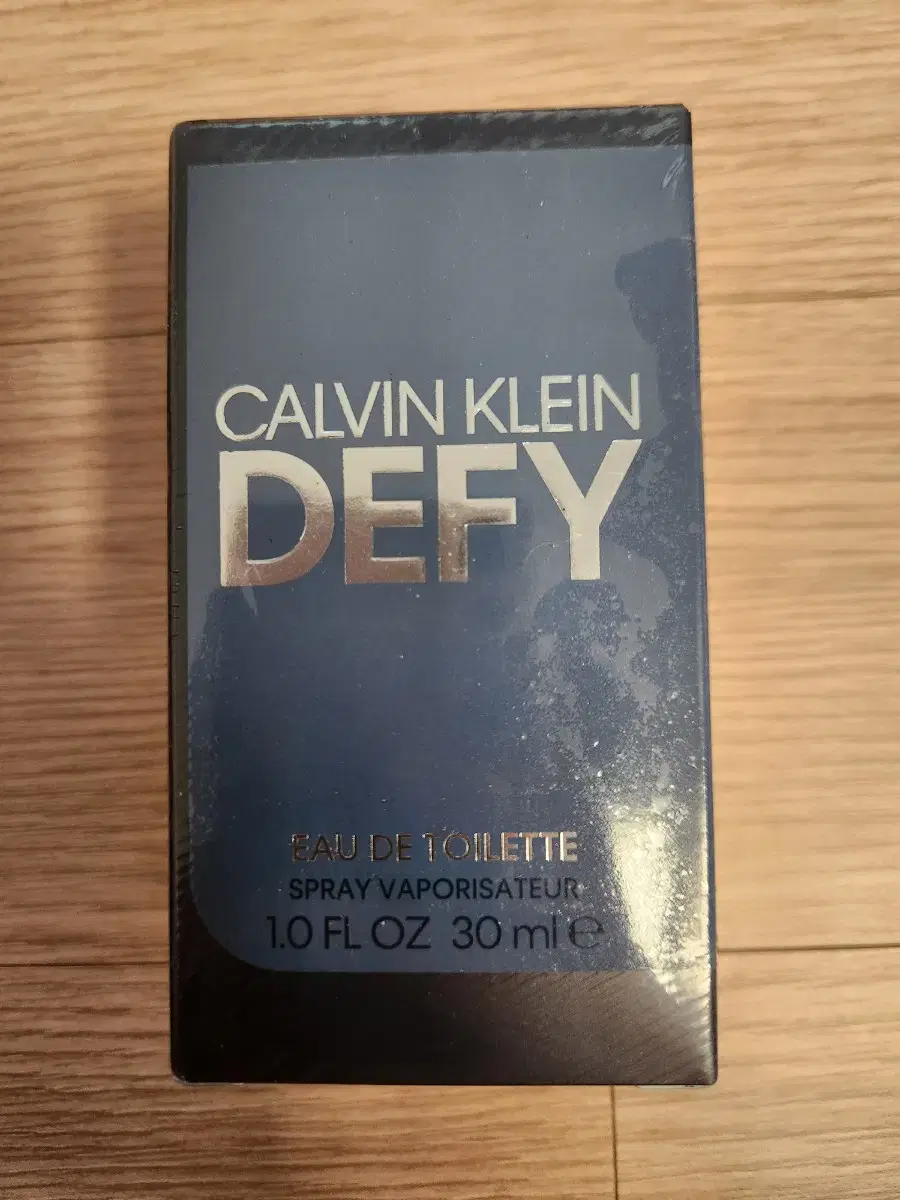 CALVIN KLEIN
DEFY
EAU DE TOILETTE
SPRAY VAPORISATEUR
1.0 FL OZ 30 ml ℮